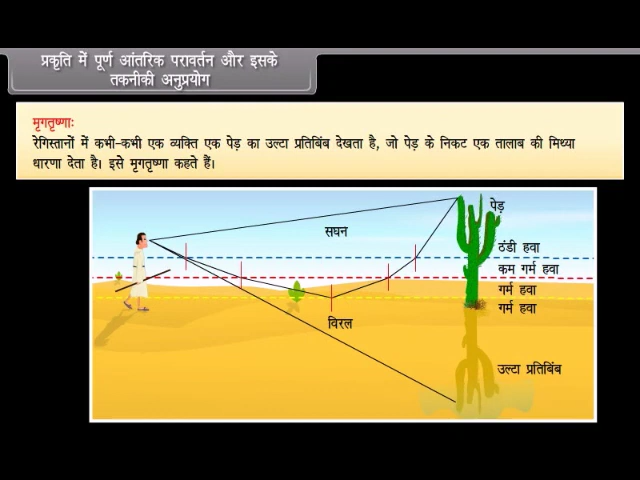 प्रकृति में पूर्ण आंतरिक परावर्तन और इसके
तकनीकी अनुप्रयोग
मृगतृष्णाः
रेगिस्तानों में कभी-कभी एक व्यक्ति एक पेड़ का उल्टा प्रतिबिंब देखता है, जो पेड़ के निकट एक तालाब की मिथ्या
धारणा देता है। इसे मृगतृष्णा कहते हैं।
पेड़
सघन
ठंडी हवा
कम गर्म हवा
गर्म हवा
गर्म हवा
विरल
उल्टा प्रतिबिंब